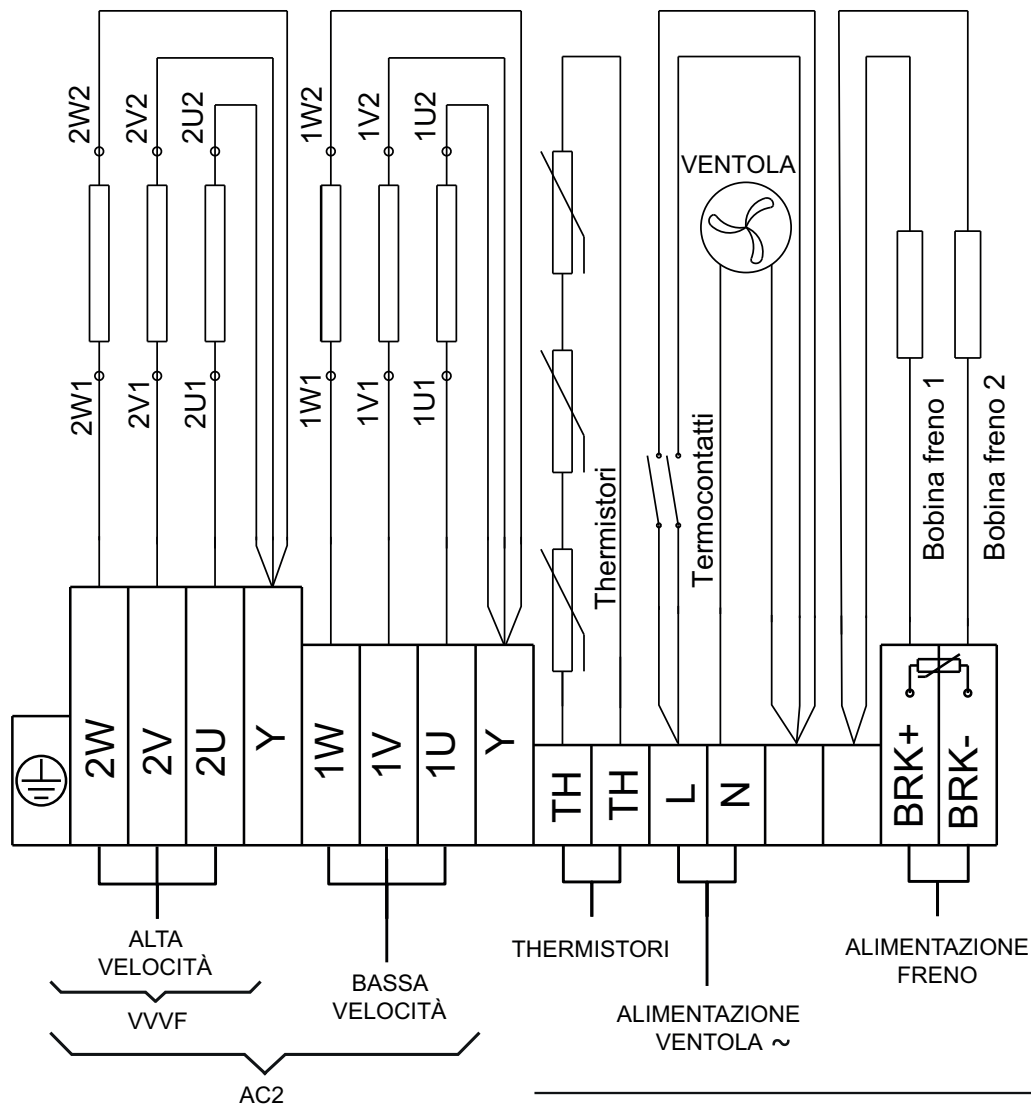 2W2
2V2
2U2
1W2
1V2
1U2
VENTOLA
2W1
2V1
2U1
1W1
1V1
1U1
Thermistori
Termocontatti
Bobina freno 1
Bobina freno 2
2W
2V
2U
Y
1W
1V
1U
Y
TH
TH
L
N
BRK+
BRK-
ALTA
VELOCITÀ
VVVF
BASSA
VELOCITÀ
AC2
THERMISTORI
ALIMENTAZIONE
VENTOLA ~
ALIMENTAZIONE
FRENO